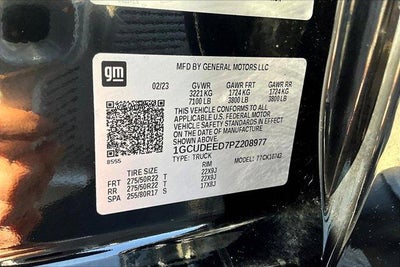 gm
MFD BY GENERAL MOTORS LLC
02/23 GVWR GAWR FRT GAWR RR
3221 KG 1724 KG 1724 KG
7100 LB 3800 LB 3800 LB
THIS VEHICLE CONFORMS TO ALL
APPLICABLE U.S. FEDERAL MOTOR
VEHICLE SAFETY STANDARDS IN
EFFECT ON THE DATE OF MANUFACTURE
SHOWN ABOVE.
1GCUDEED7PZ208977
TYPE: TRUCK
8555
TIRE SIZE RIM
FRT 275/50R22 T 22X9J
RR 275/50R22 T 22X9J
SPA 255/80R17 S 17X8J